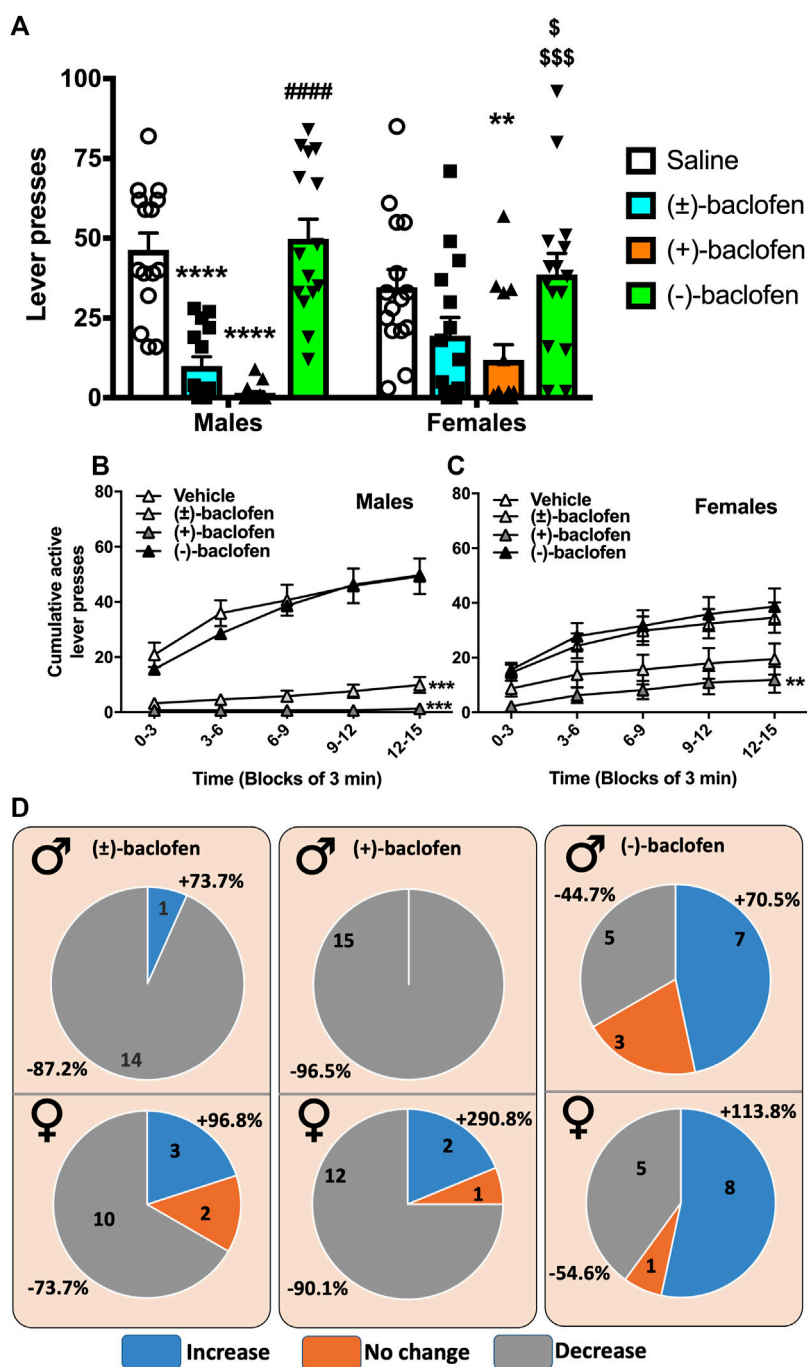 A
Lever presses
100
75
50
25
0
****
****
####
**
$
$$$
Males
Females
Saline
(±)-baclofen
(+)-baclofen
(-)-baclofen
B
Cumulative active
lever presses
80
60
40
20
0
Vehicle
(±)-baclofen
(+)-baclofen
(-)-baclofen
Males
***
***
0-3
3-6
6-9
9-12
12-15
Time (Blocks of 3 min)
C
80
60
40
20
0
Vehicle
(±)-baclofen
(+)-baclofen
(-)-baclofen
Females
**
0-3
3-6
6-9
9-12
12-15
Time (Blocks of 3 min)
D
♂ (±)-baclofen
+73.7%
1
14
-87.2%
♂ (+)-baclofen
15
-96.5%
♂ (-)-baclofen
-44.7%
+70.5%
5
7
3
♀
+96.8%
3
10
2
-73.7%
♀
+290.8%
2
12
1
-90.1%
♀
+113.8%
5
8
1
-54.6%
Increase
No change
Decrease